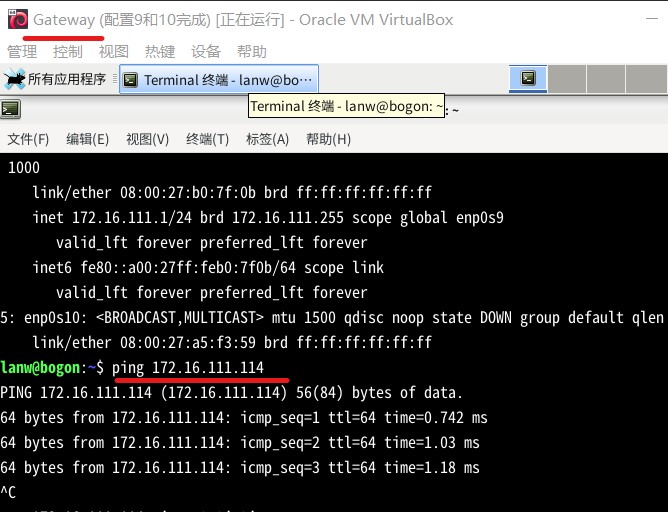 Gateway (配置9和10完成) [正在运行] - Oracle VM VirtualBox
管理 控制 视图 热键 设备 帮助
所有应用程序 Terminal 终端 - lanw@bo···
Terminal 终端 - lanw@bogon: ~ : ~
文件(F) 编辑(E) 视图(V) 终端(T) 标签(A) 帮助(H)
1000
link/ether 08:00:27:b0:7f:0b brd ff:ff:ff:ff:ff:ff
inet 172.16.111.1/24 brd 172.16.111.255 scope global enp0s9
valid_lft forever preferred_lft forever
inet6 fe80::a00:27ff:feb0:7f0b/64 scope link
valid_lft forever preferred_lft forever
5: enp0s10: <BROADCAST,MULTICAST> mtu 1500 qdisc noop state DOWN group default qlen
link/ether 08:00:27:a5:f3:59 brd ff:ff:ff:ff:ff:ff
lanw@bogon:~$ ping 172.16.111.114
PING 172.16.111.114 (172.16.111.114) 56(84) bytes of data.
64 bytes from 172.16.111.114: icmp_seq=1 ttl=64 time=0.742 ms
64 bytes from 172.16.111.114: icmp_seq=2 ttl=64 time=1.03 ms
64 bytes from 172.16.111.114: icmp_seq=3 ttl=64 time=1.18 ms
^C